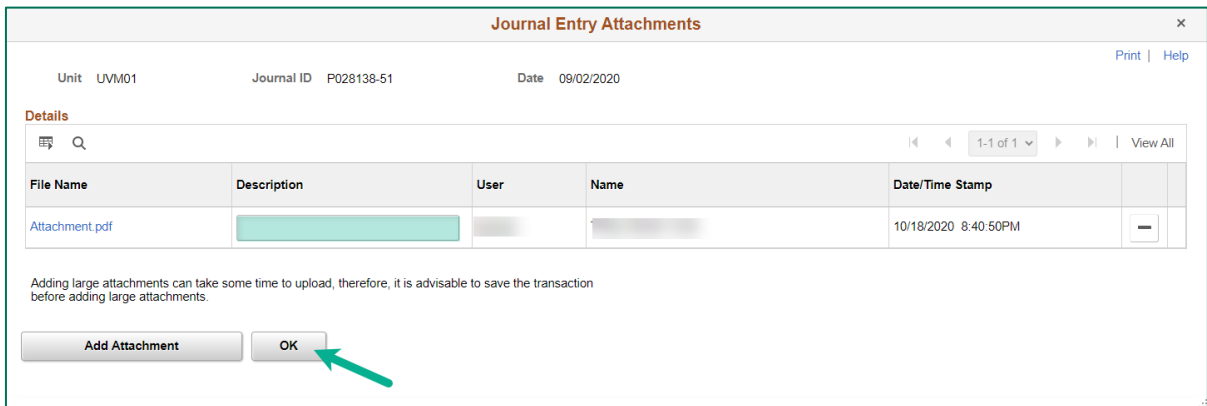 Journal Entry Attachments
Print | Help
Unit UVM01 Journal ID P028138-51 Date 09/02/2020
Details
1-1 of 1 | View All
File Name Description User Name Date/Time Stamp
Attachment.pdf 10/18/2020 8:40:50PM
Adding large attachments can take some time to upload, therefore, it is advisable to save the transaction
before adding large attachments.
Add Attachment OK